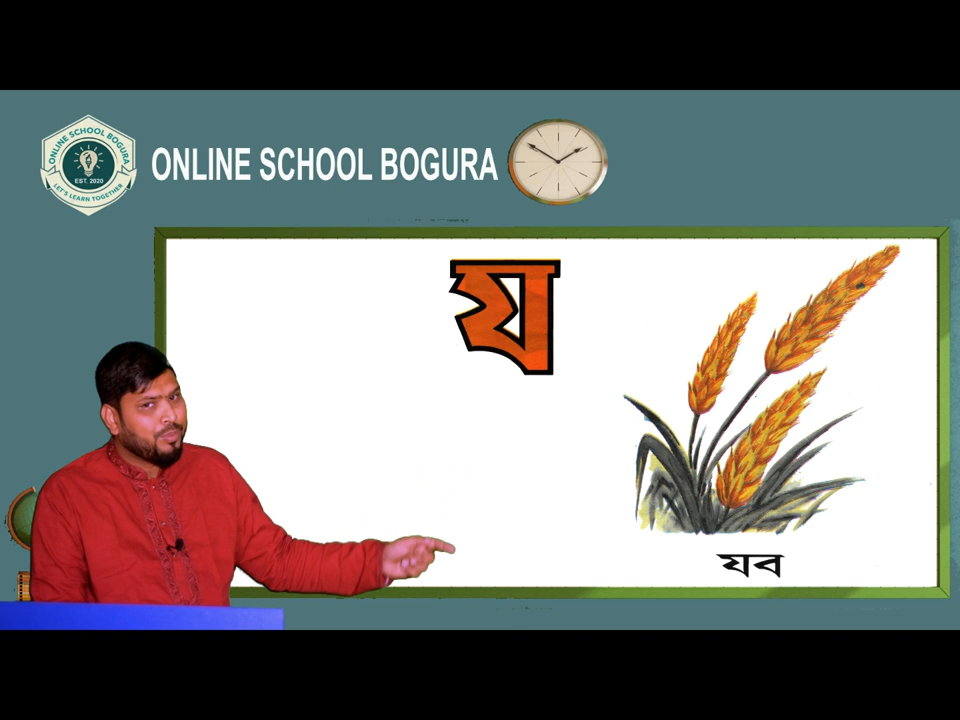 ONLINE SCHOOL BOGURA
EST. 2020
LET'S LEARN TOGETHER
ONLINE SCHOOL BOGURA
য
যব